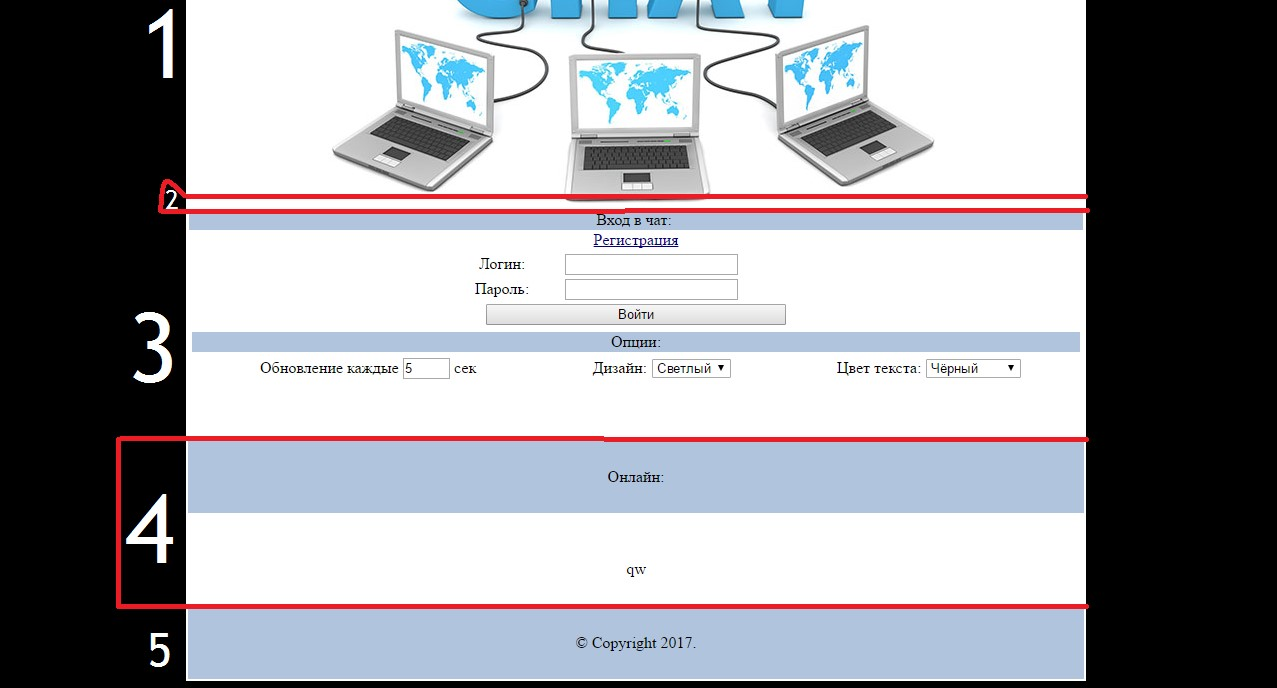 1
2
Вход в чат:
Регистрация
Логин:
Пароль:
Войти
3
Опции:
Обновление каждые 5 сек Дизайн: Светлый Цвет текста: Чёрный
4
Онлайн:
qw
5
© Copyright 2017.